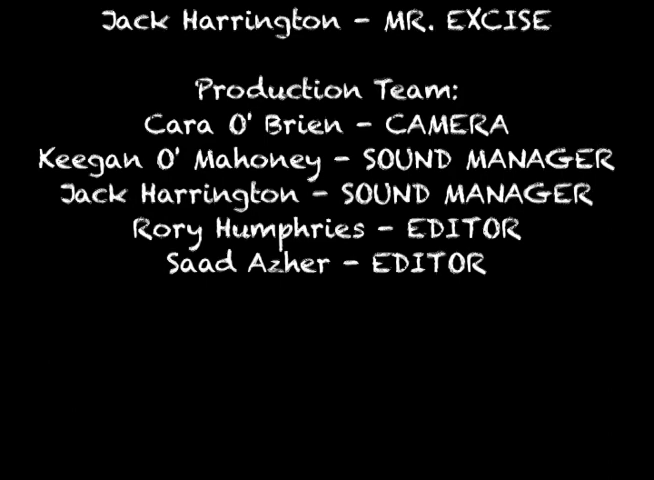 Jack Harrington - MR. EXCISE
Production Team:
Cara O' Brien - CAMERA
Keegan O' Mahoney - SOUND MANAGER
Jack Harrington - SOUND MANAGER
Rory Humphries - EDITOR
Saad Azher - EDITOR